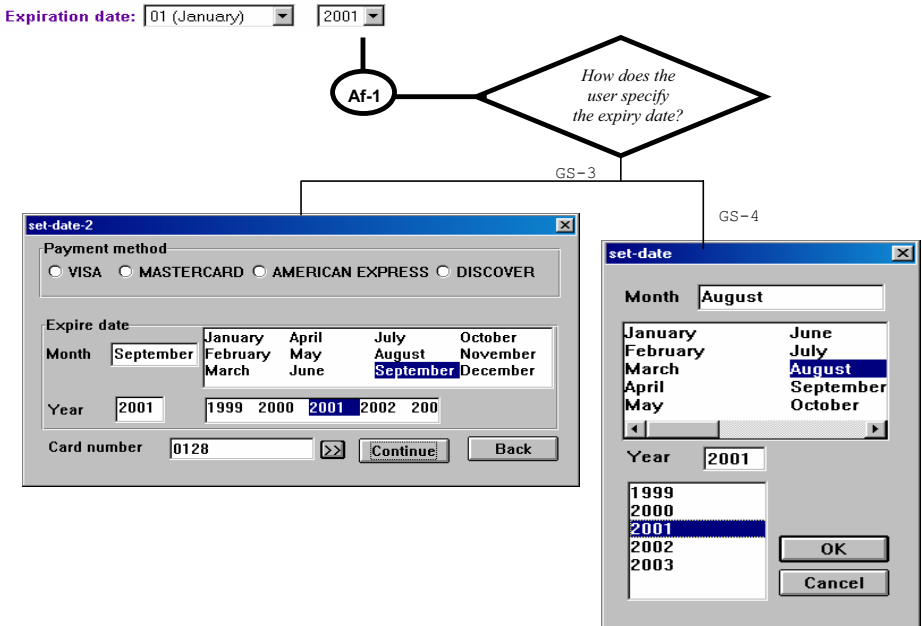 Expiration date: 01 (January) 2001
Af-1
How does the
user specify
the expiry date?
GS-3
GS-4
set-date-2
Payment method
VISA MASTERCARD AMERICAN EXPRESS DISCOVER
Expire date
Month September
January April July October
February May August November
March June September December
Year 2001
1999 2000 2001 2002 200
Card number 0128 >> Continue Back
set-date
Month August
January June
February July
March August
April September
May October
Year 2001
1999
2000
2001
2002
2003
OK
Cancel